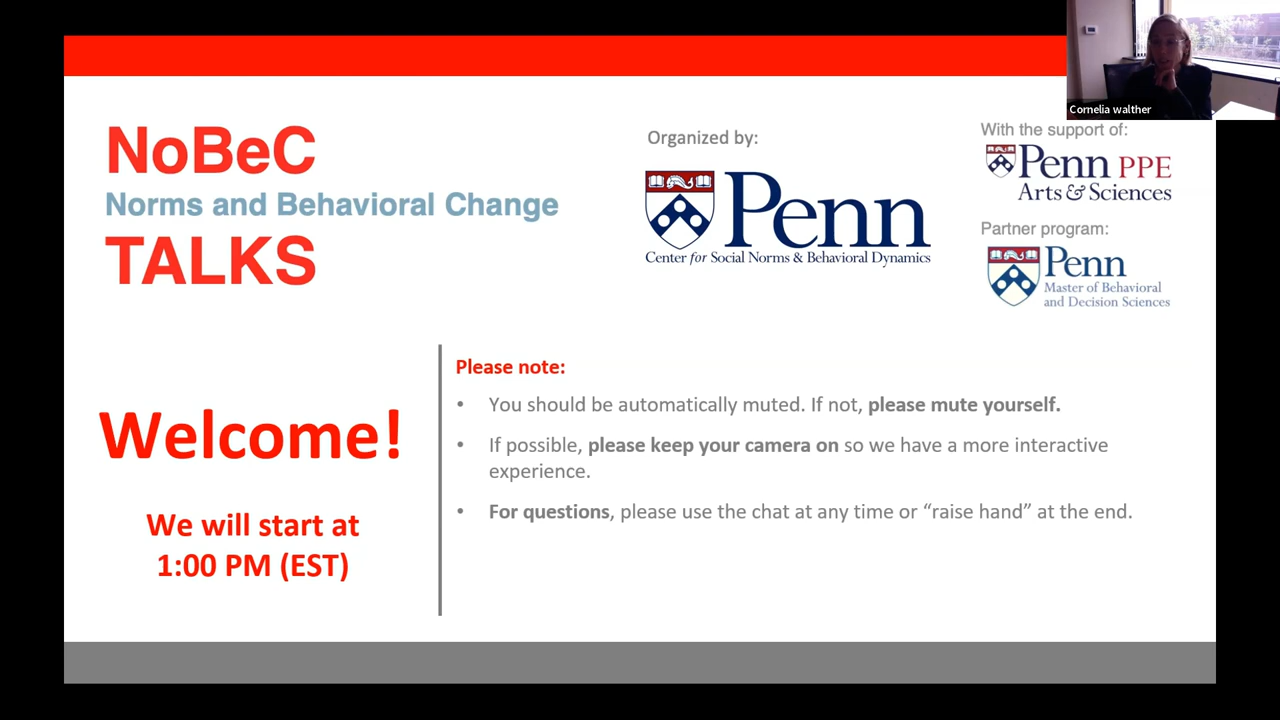 Cornelia walther
NoBeC
Norms and Behavioral Change
TALKS
Organized by:
Penn
Center for Social Norms & Behavioral Dynamics
With the support of:
Penn PPE
Arts & Sciences
Partner program:
Penn
Master of Behavioral
and Decision Sciences
Welcome!
We will start at
1:00 PM (EST)
Please note:
• You should be automatically muted. If not, please mute yourself.
• If possible, please keep your camera on so we have a more interactive
experience.
• For questions, please use the chat at any time or “raise hand” at the end.